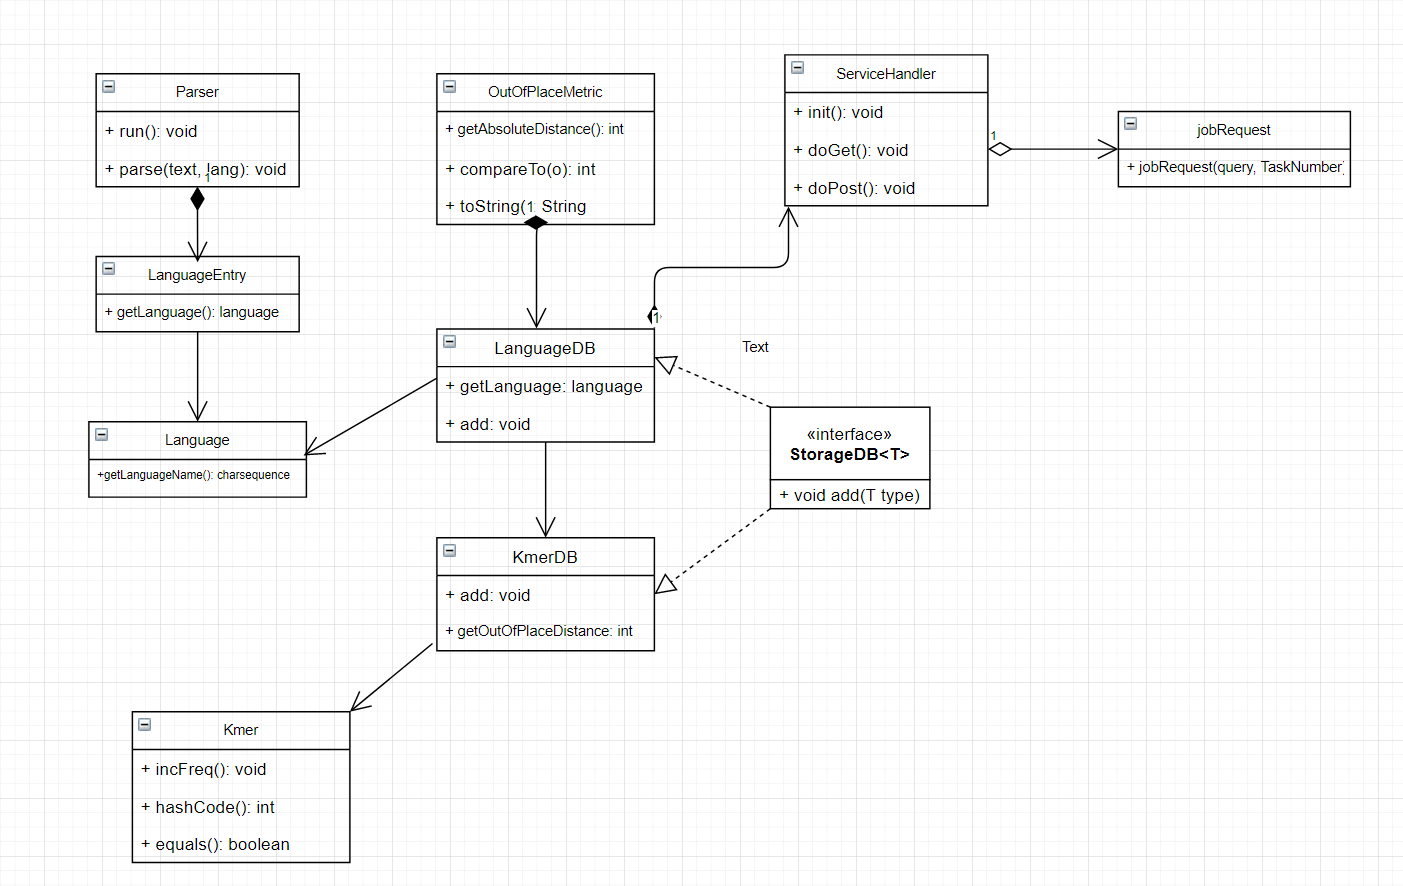 Parser
+ run(): void
+ parse(text, lang): void
1
LanguageEntry
+ getLanguage(): language
Language
+getLanguageName(): charsequence
OutOfPlaceMetric
+ getAbsoluteDistance(): int
+ compareTo(o): int
+ toString(1 String
LanguageDB
+ getLanguage: language
+ add: void
1
KmerDB
+ add: void
+ getOutOfPlaceDistance: int
Kmer
+ incFreq(): void
+ hashCode(): int
+ equals(): boolean
ServiceHandler
+ init(): void
+ doGet(): void
+ doPost(): void
1
jobRequest
+ jobRequest(query, TaskNumber)
Text
«interface»
StorageDB<T>
+ void add(T type)